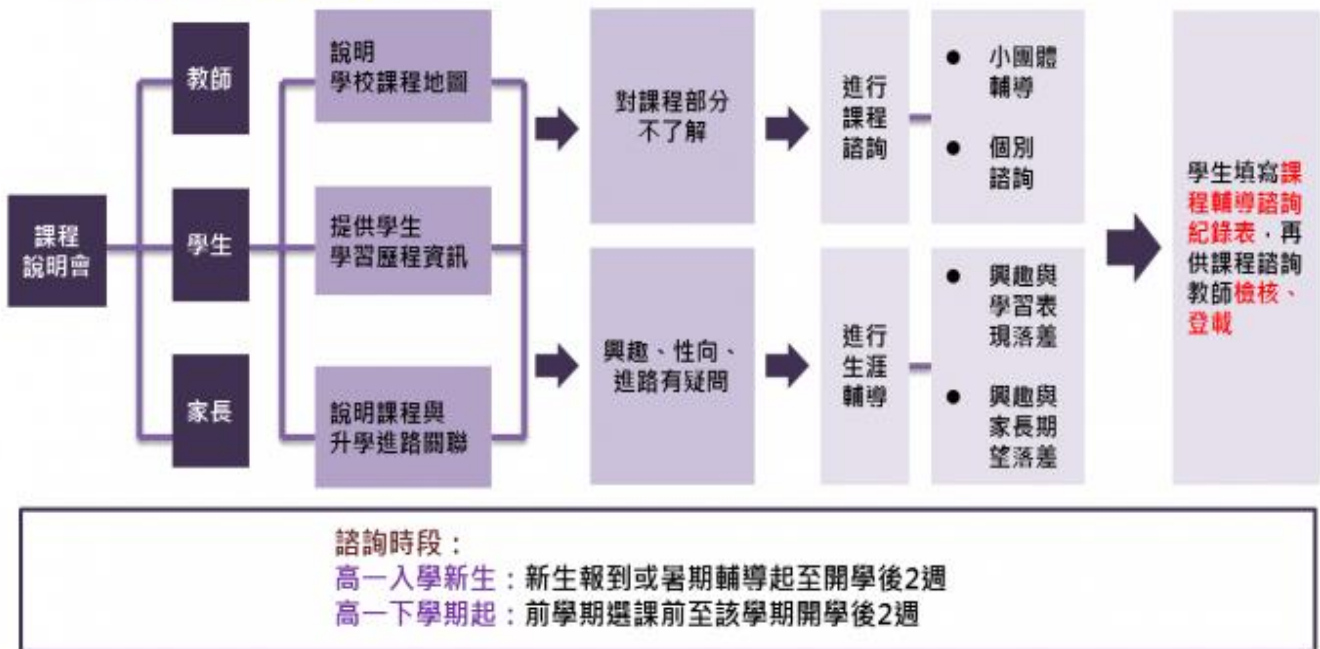 課程
說明會
教師
學生
家長
說明
學校課程地圖
提供學生
學習歷程資訊
說明課程與
升學進路關聯
對課程部分
不了解
興趣、性向、
進路有疑問
進行
課程
諮詢
● 小團體
輔導
● 個別
諮詢
進行
生涯
輔導
● 興趣與
學習表
現落差
● 興趣與
家長期
望落差
學生填寫課
程輔導諮詢
紀錄表，再
供課程諮詢
教師檢核、
登載
諮詢時段：
高一入學新生：新生報到或暑期輔導起至開學後2週
高一下學期起：前學期選課前至該學期開學後2週